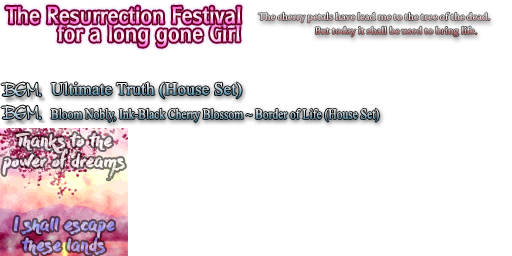 The Resurrection Festival
for a long gone Girl
The cherry petals have lead me to the tree of the dead.
But today it shall be used to bring life.
BGM. Ultimate Truth (House Set)
BGM. Bloom Nobly, Ink-Black Cherry Blossom ~ Border of Life (House Set)
Thanks to the
power of dreams
I shall escape
these lands